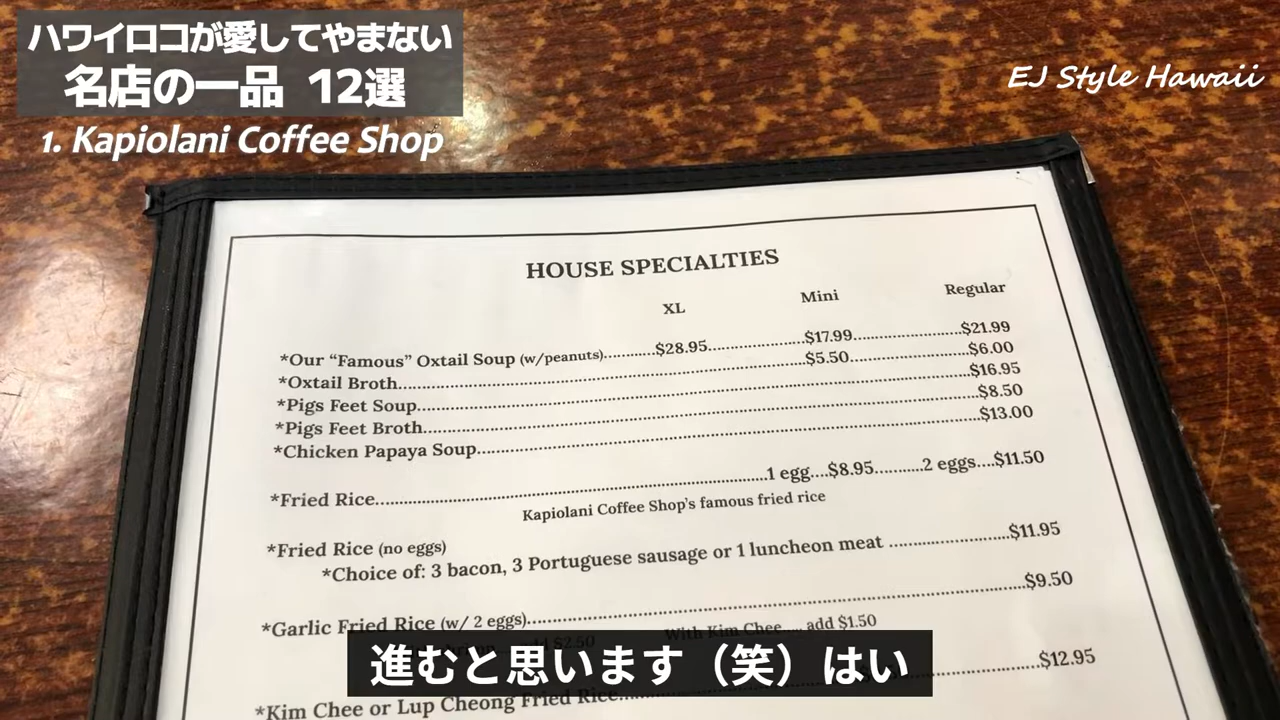 ハワイロコが愛してやまない
名店の一品 12選
1. Kapiolani Coffee Shop
EJ Style Hawaii
HOUSE SPECIALTIES
XL Mini Regular
*Our “Famous” Oxtail Soup (w/peanuts)............$28.95........................$17.99...........................$21.99
*Oxtail Broth................................$5.50..............................$6.00
*Pigs Feet Soup................................$16.95
*Pigs Feet Broth................................$8.50
*Chicken Papaya Soup................................$13.00
*Fried Rice................................1 egg....$8.95...........2 eggs....$11.50
Kapiolani Coffee Shop's famous fried rice
*Fried Rice (no eggs)
*Choice of: 3 bacon, 3 Portuguese sausage or 1 luncheon meat ................................$11.95
*Garlic Fried Rice (w/ 2 eggs)................................$9.50
add $2.50 With Kim Chee..... add $1.50
*Kim Chee or Lup Cheong Fried Rice................................$12.95
進むと思います（笑）はい